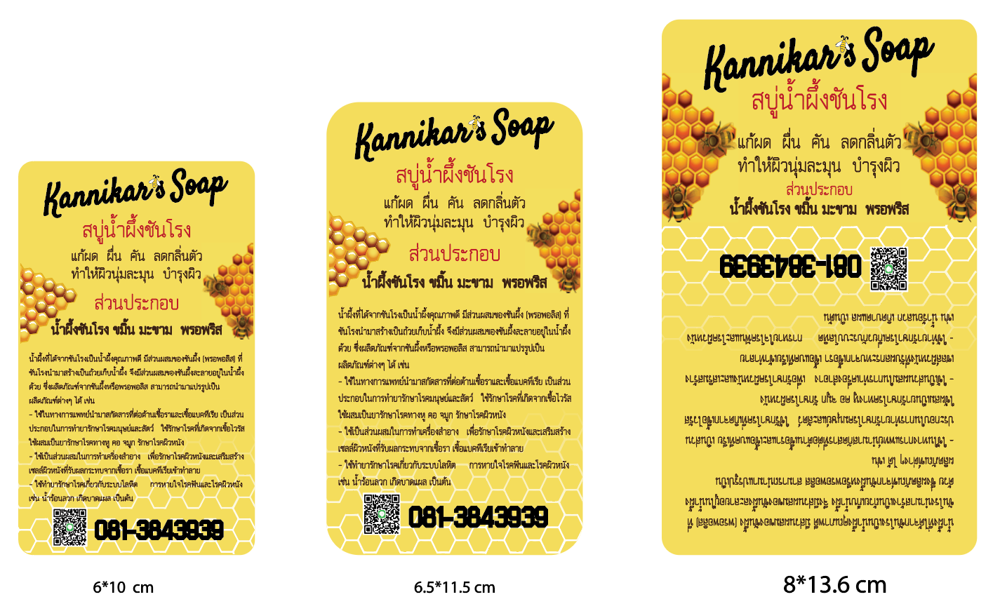 Kannikar's Soap
สบู่น้ำผึ้งชันโรง
แก้ผด ผื่น คัน ลดกลิ่นตัว
ทำให้ผิวนุ่มละมุน บำรุงผิว
ส่วนประกอบ
น้ำผึ้งชันโรง ขมิ้น มะขาม พรอพริส
น้ำผึ้งที่ได้จากชันโรงเป็นน้ำผึ้งคุณภาพดี มีส่วนผสมของชันผึ้ง (พรอพอลิส) ที่
ชันโรงนำมาสร้างเป็นถ้วยเก็บน้ำผึ้ง จึงมีส่วนผสมของชันผึ้งละลายอยู่ในน้ำผึ้ง
ด้วย ซึ่งผลิตภัณฑ์จากชันผึ้งหรือพรอพอลิส สามารถนำมาแปรรูปเป็น
ผลิตภัณฑ์ต่างๆ ได้ เช่น
- ใช้ในทางการแพทย์นำมาสกัดสารที่ต่อต้านเชื้อราและเชื้อแบคทีเรีย เป็นส่วน
ประกอบในการทำยารักษาโรคมนุษย์และสัตว์ ใช้รักษาโรคที่เกิดจากเชื้อไวรัส
ใช้ผสมเป็นยารักษาโรคทางหู คอ จมูก รักษาโรคผิวหนัง
- ใช้เป็นส่วนผสมในการทำเครื่องสำอาง เพื่อรักษาโรคผิวหนังและเสริมสร้าง
เซลล์ผิวหนังที่รับผลกระทบจากเชื้อรา เชื้อแบคทีเรียเข้าทำลาย
- ใช้ทำยารักษาโรคเกี่ยวกับระบบโลหิต การหายใจโรคฟันและโรคผิวหนัง
เช่น น้ำร้อนลวก เกิดบาดแผล เป็นต้น
081-3843939
6*10 cm
Kannikar's Soap
สบู่น้ำผึ้งชันโรง
แก้ผด ผื่น คัน ลดกลิ่นตัว
ทำให้ผิวนุ่มละมุน บำรุงผิว
ส่วนประกอบ
น้ำผึ้งชันโรง ขมิ้น มะขาม พรอพริส
น้ำผึ้งที่ได้จากชันโรงเป็นน้ำผึ้งคุณภาพดี มีส่วนผสมของชันผึ้ง (พรอพอลิส) ที่
ชันโรงนำมาสร้างเป็นถ้วยเก็บน้ำผึ้ง จึงมีส่วนผสมของชันผึ้งละลายอยู่ในน้ำผึ้ง
ด้วย ซึ่งผลิตภัณฑ์จากชันผึ้งหรือพรอพอลิส สามารถนำมาแปรรูปเป็น
ผลิตภัณฑ์ต่างๆ ได้ เช่น
- ใช้ในทางการแพทย์นำมาสกัดสารที่ต่อต้านเชื้อราและเชื้อแบคทีเรีย เป็นส่วน
ประกอบในการทำยารักษาโรคมนุษย์และสัตว์ ใช้รักษาโรคที่เกิดจากเชื้อไวรัส
ใช้ผสมเป็นยารักษาโรคทางหู คอ จมูก รักษาโรคผิวหนัง
- ใช้เป็นส่วนผสมในการทำเครื่องสำอาง เพื่อรักษาโรคผิวหนังและเสริมสร้าง
เซลล์ผิวหนังที่รับผลกระทบจากเชื้อรา เชื้อแบคทีเรียเข้าทำลาย
- ใช้ทำยารักษาโรคเกี่ยวกับระบบโลหิต การหายใจโรคฟันและโรคผิวหนัง
เช่น น้ำร้อนลวก เกิดบาดแผล เป็นต้น
081-3843939
6.5*11.5 cm
Kannikar's Soap
สบู่น้ำผึ้งชันโรง
แก้ผด ผื่น คัน ลดกลิ่นตัว
ทำให้ผิวนุ่มละมุน บำรุงผิว
ส่วนประกอบ
น้ำผึ้งชันโรง ขมิ้น มะขาม พรอพริส
น้ำผึ้งที่ได้จากชันโรงเป็นน้ำผึ้งคุณภาพดี มีส่วนผสมของชันผึ้ง (พรอพอลิส) ที่
ชันโรงนำมาสร้างเป็นถ้วยเก็บน้ำผึ้ง จึงมีส่วนผสมของชันผึ้งละลายอยู่ในน้ำผึ้ง
ด้วย ซึ่งผลิตภัณฑ์จากชันผึ้งหรือพรอพอลิส สามารถนำมาแปรรูปเป็น
ผลิตภัณฑ์ต่างๆ ได้ เช่น
- ใช้ในทางการแพทย์นำมาสกัดสารที่ต่อต้านเชื้อราและเชื้อแบคทีเรีย เป็นส่วน
ประกอบในการทำยารักษาโรคมนุษย์และสัตว์ ใช้รักษาโรคที่เกิดจากเชื้อไวรัส
ใช้ผสมเป็นยารักษาโรคทางหู คอ จมูก รักษาโรคผิวหนัง
- ใช้เป็นส่วนผสมในการทำเครื่องสำอาง เพื่อรักษาโรคผิวหนังและเสริมสร้าง
เซลล์ผิวหนังที่รับผลกระทบจากเชื้อรา เชื้อแบคทีเรียเข้าทำลาย
- ใช้ทำยารักษาโรคเกี่ยวกับระบบโลหิต การหายใจโรคฟันและโรคผิวหนัง
เช่น น้ำร้อนลวก เกิดบาดแผล เป็นต้น
081-3843939
8*13.6 cm